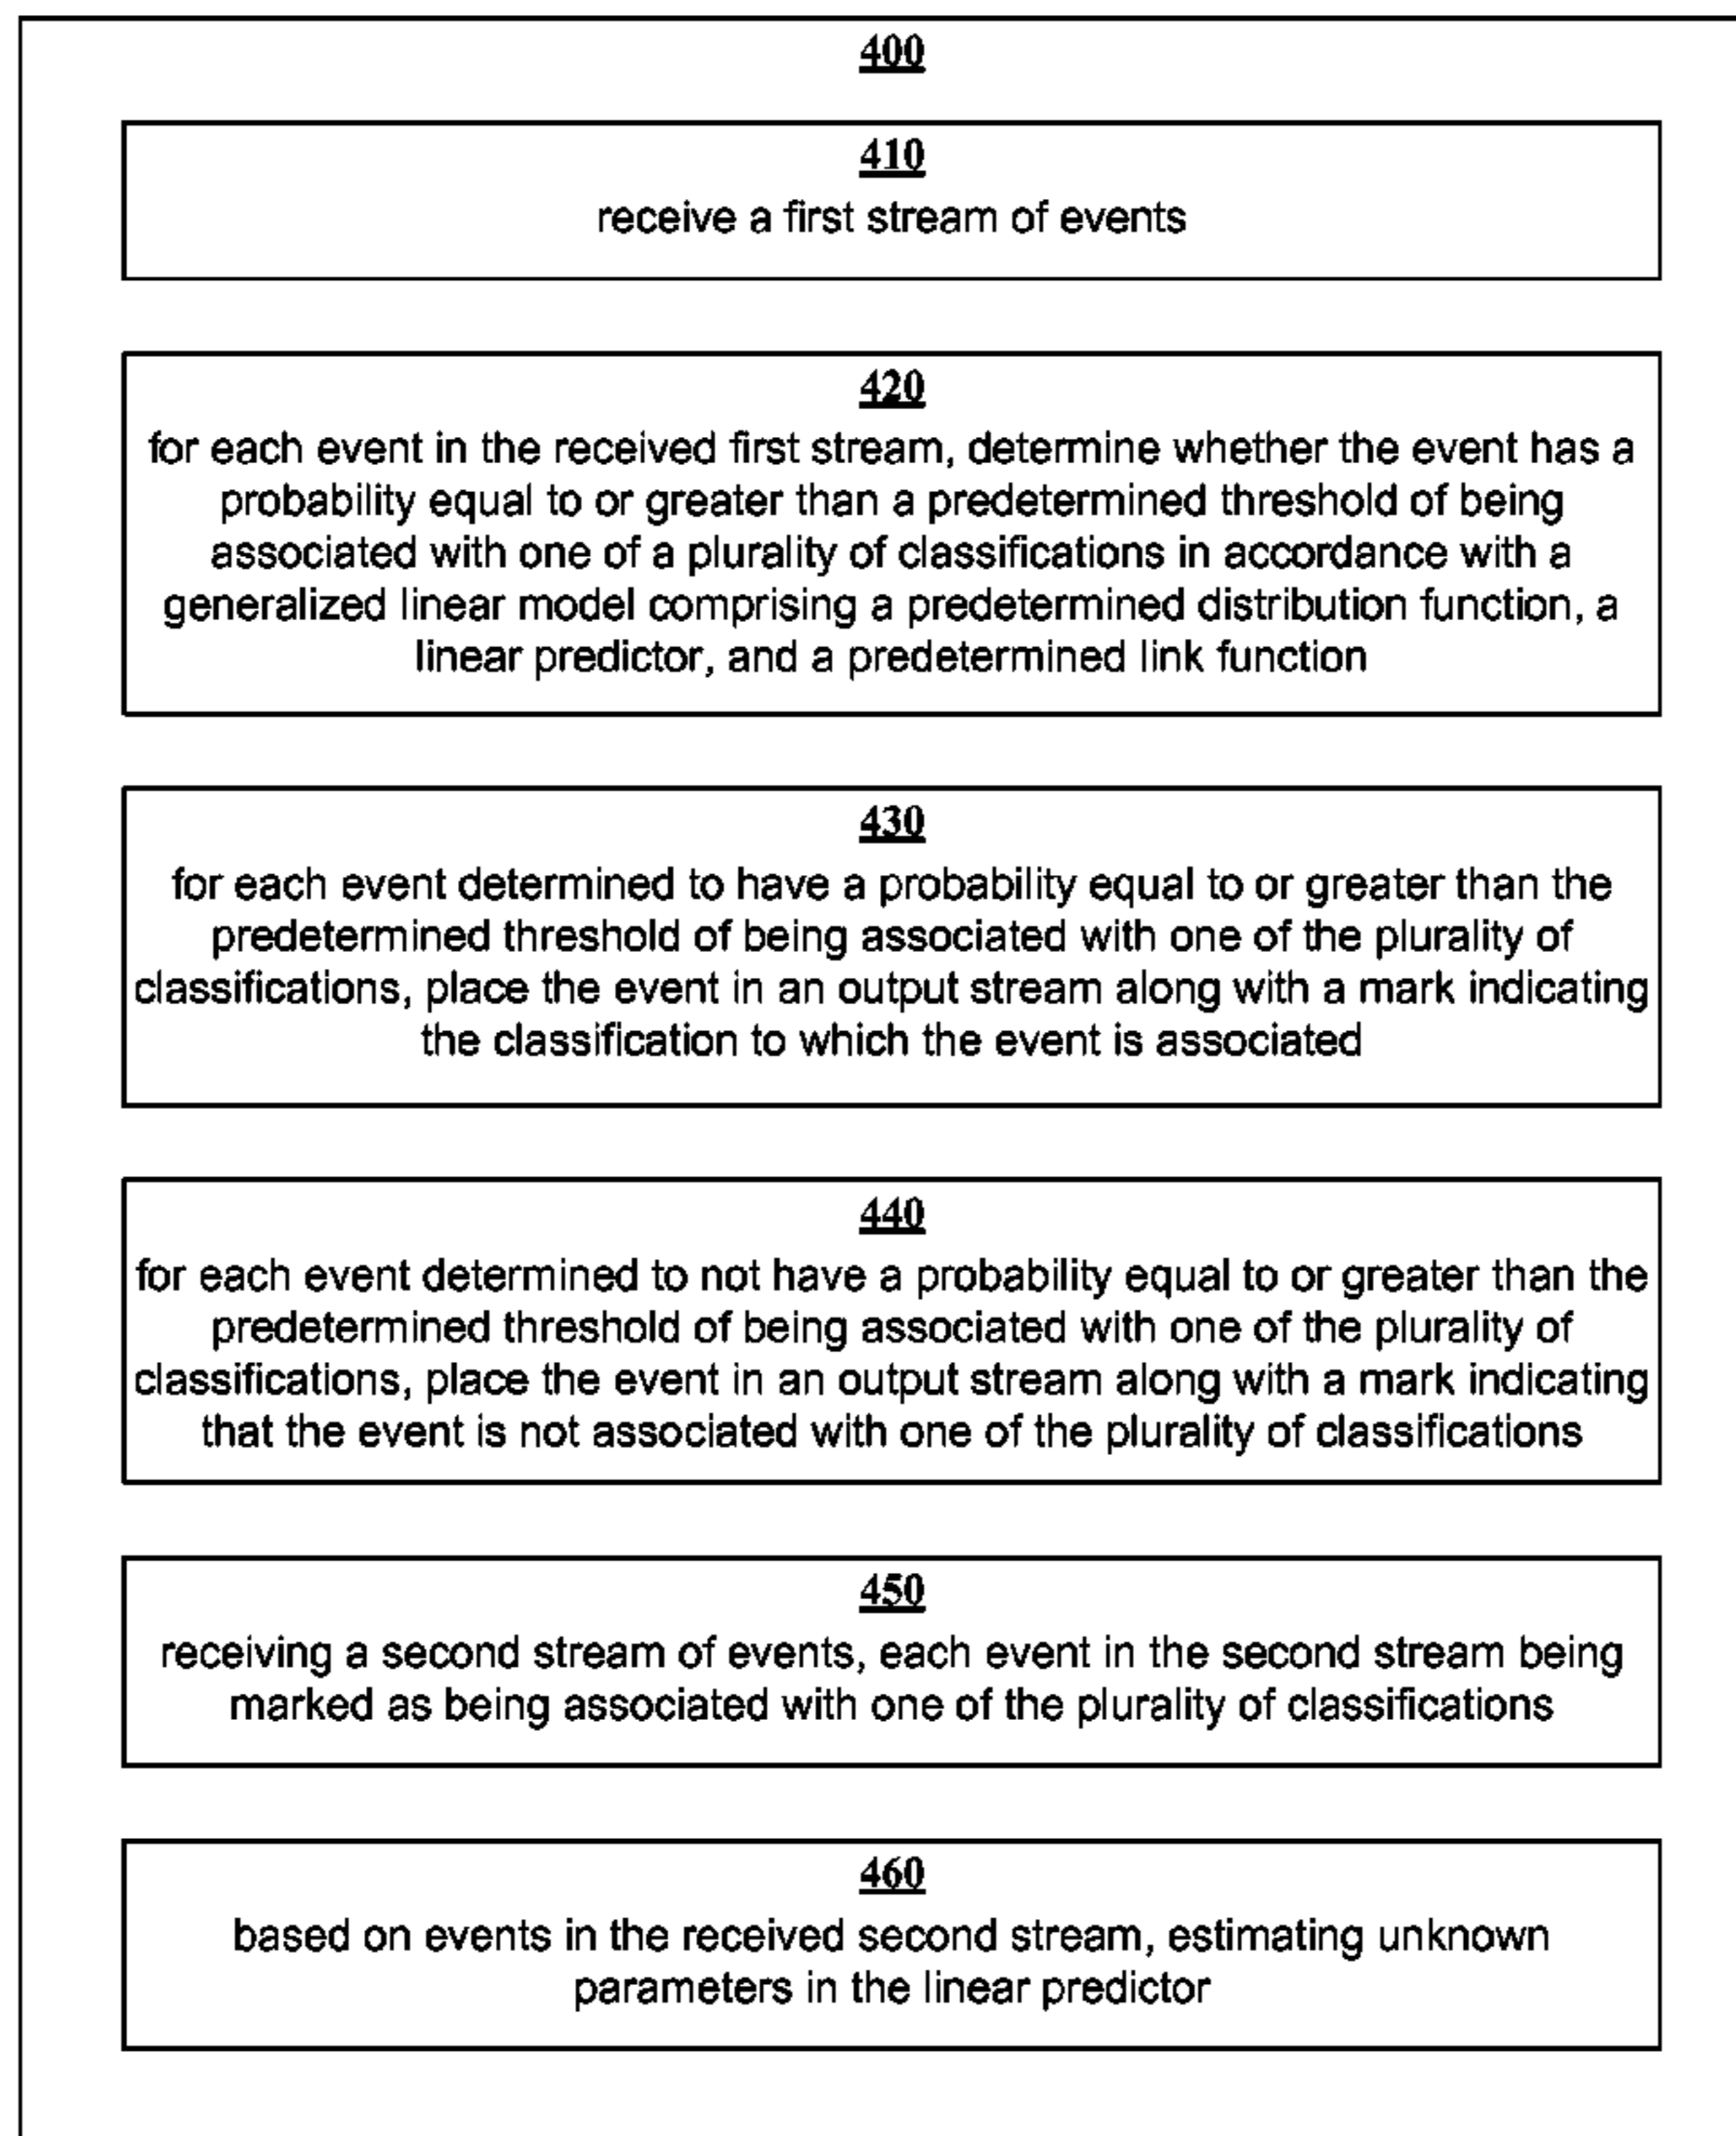 400
410
receive a first stream of events
420
for each event in the received first stream, determine whether the event has a
probability equal to or greater than a predetermined threshold of being
associated with one of a plurality of classifications in accordance with a
generalized linear model comprising a predetermined distribution function, a
linear predictor, and a predetermined link function
430
for each event determined to have a probability equal to or greater than the
predetermined threshold of being associated with one of the plurality of
classifications, place the event in an output stream along with a mark indicating
the classification to which the event is associated
440
for each event determined to not have a probability equal to or greater than the
predetermined threshold of being associated with one of the plurality of
classifications, place the event in an output stream along with a mark indicating
that the event is not associated with one of the plurality of classifications
450
receiving a second stream of events, each event in the second stream being
marked as being associated with one of the plurality of classifications
460
based on events in the received second stream, estimating unknown
parameters in the linear predictor